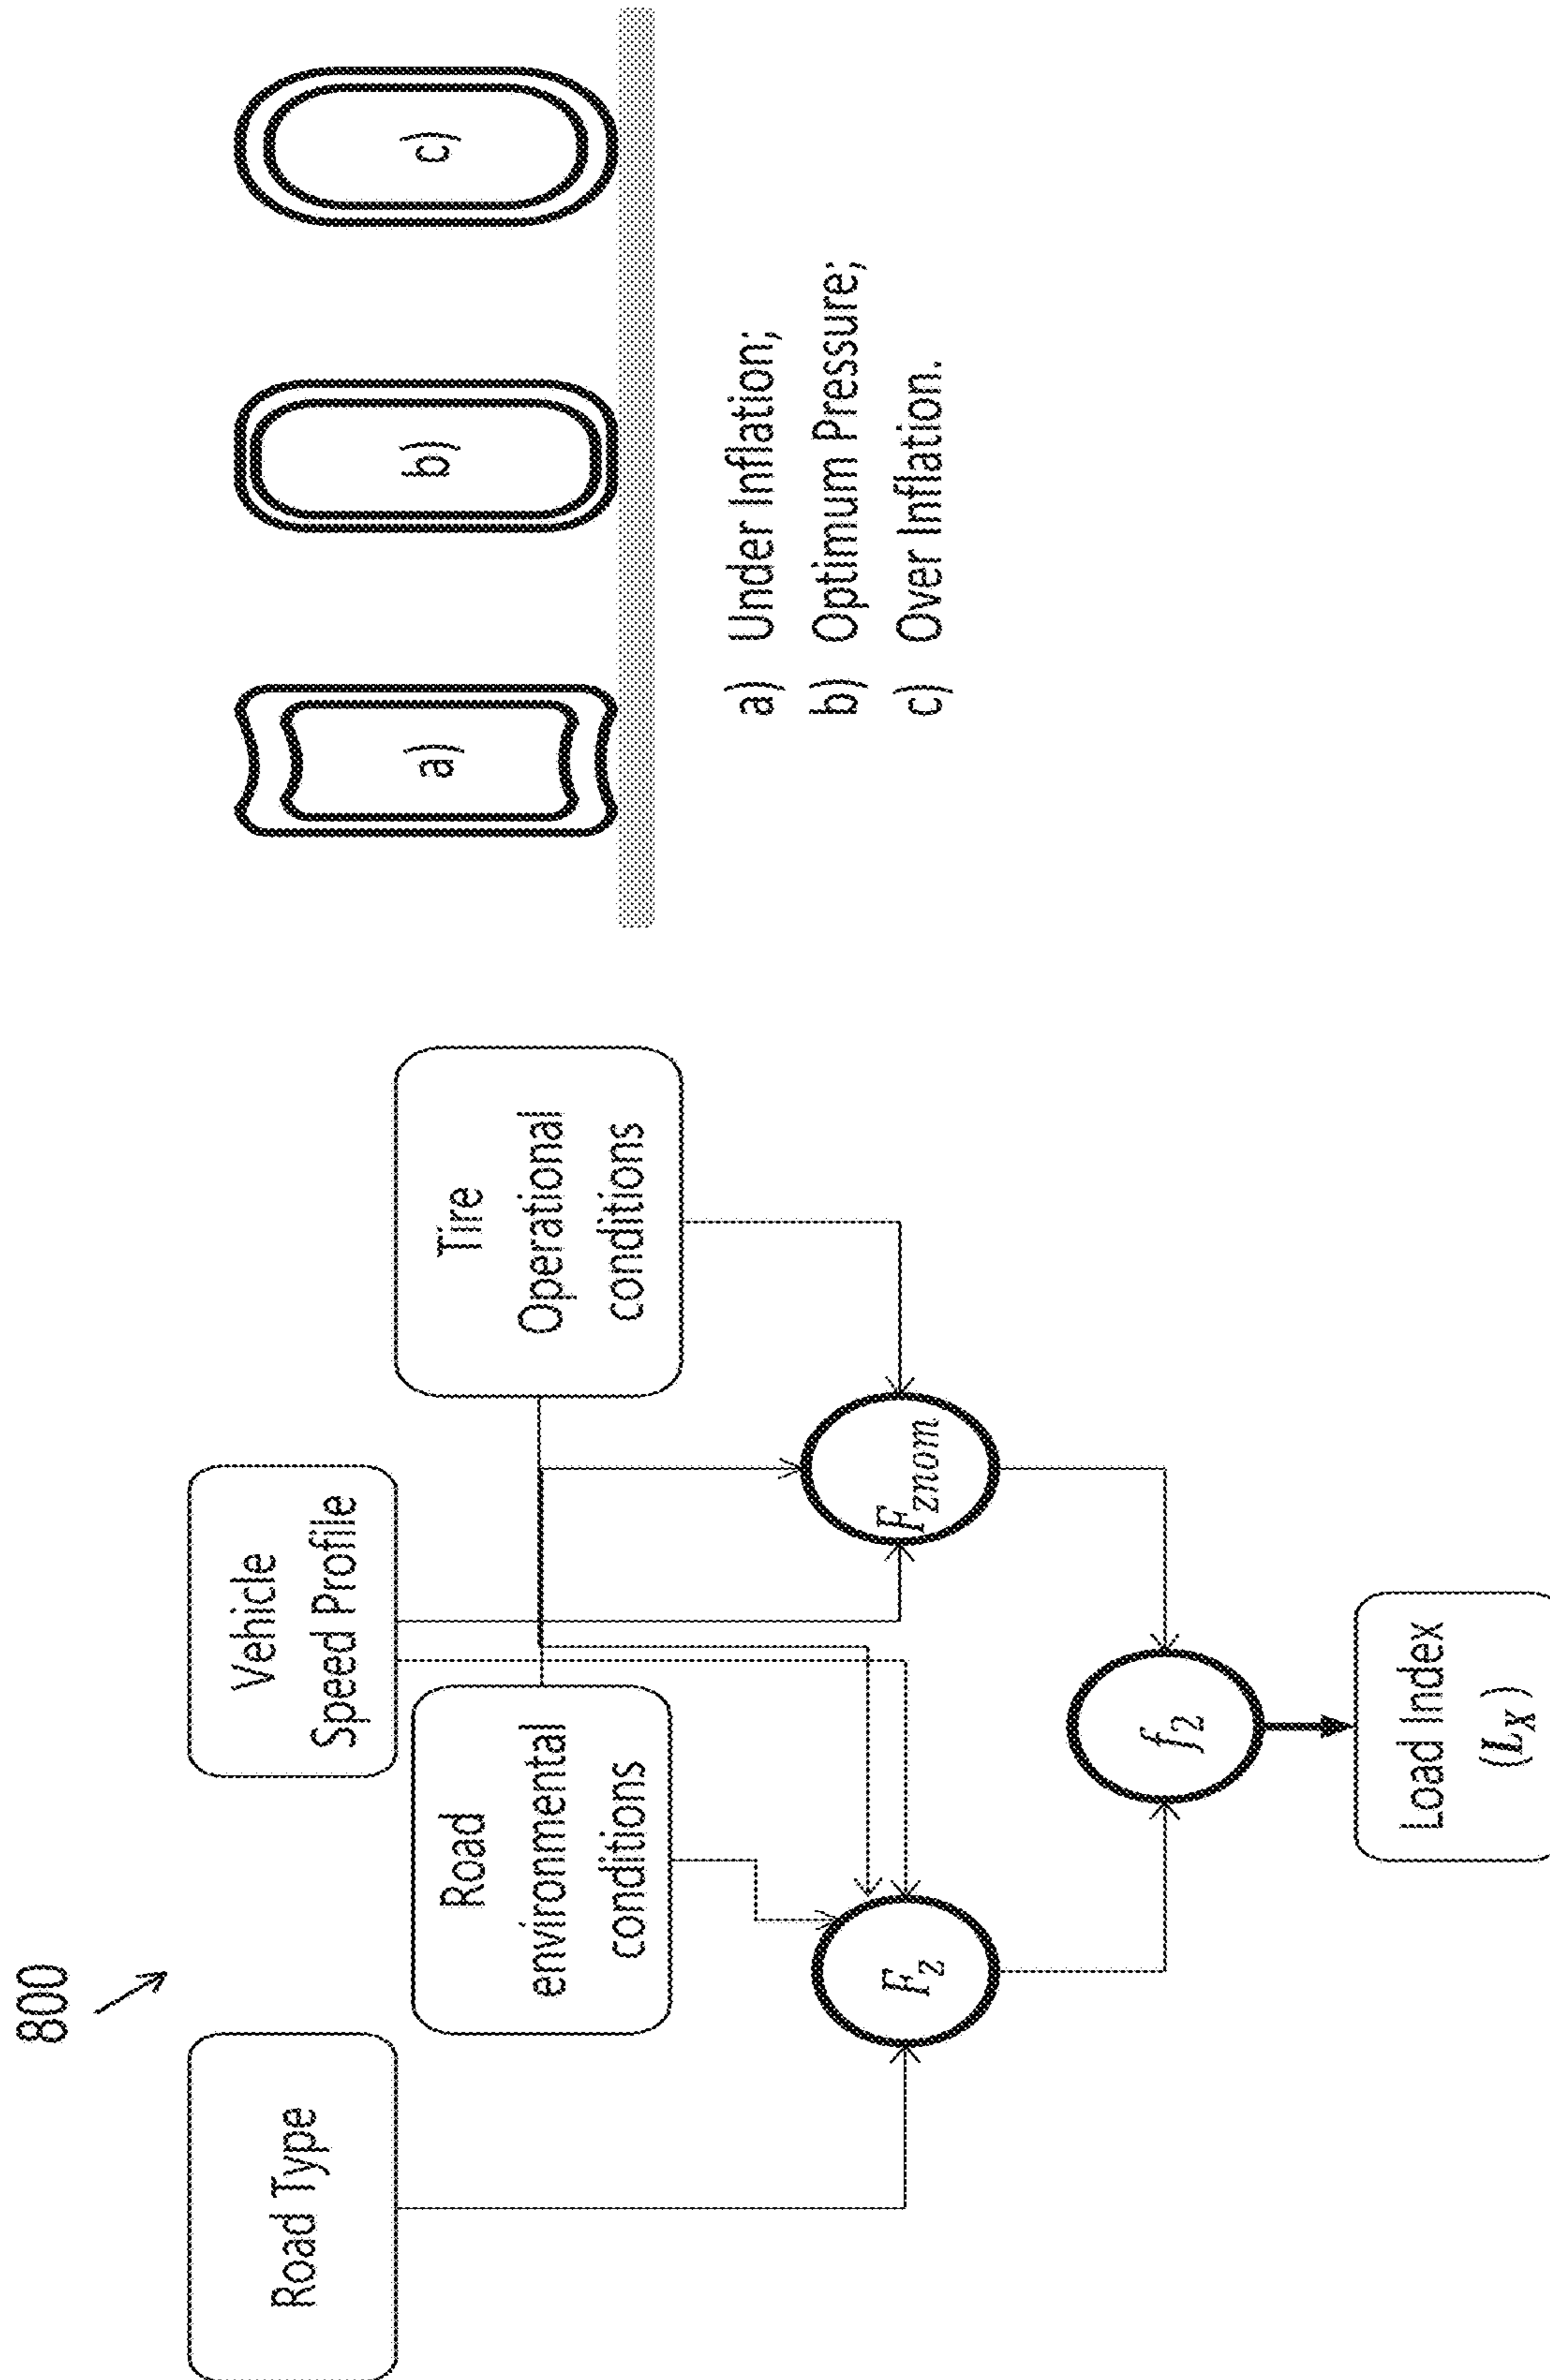 800
Road Type
Vehicle
Speed Profile
Road
environmental
conditions
Tire
Operational
conditions
F_z
F_znom
f_2
Load Index
(L_X)
a)
b)
c)
a) Under Inflation;
b) Optimum Pressure;
c) Over Inflation.